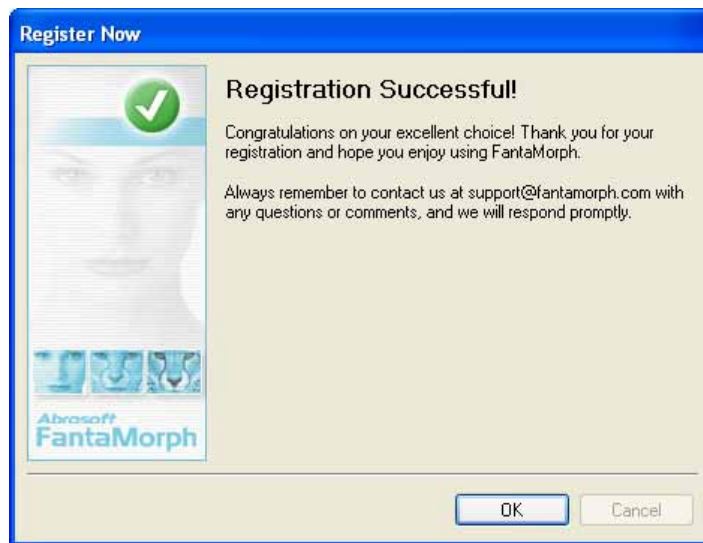 Register Now
Registration Successful!
Congratulations on your excellent choice! Thank you for your
registration and hope you enjoy using FantaMorph.
Always remember to contact us at support@fantamorph.com with
any questions or comments, and we will respond promptly.
Abrosoft
FantaMorph
OK
Cancel